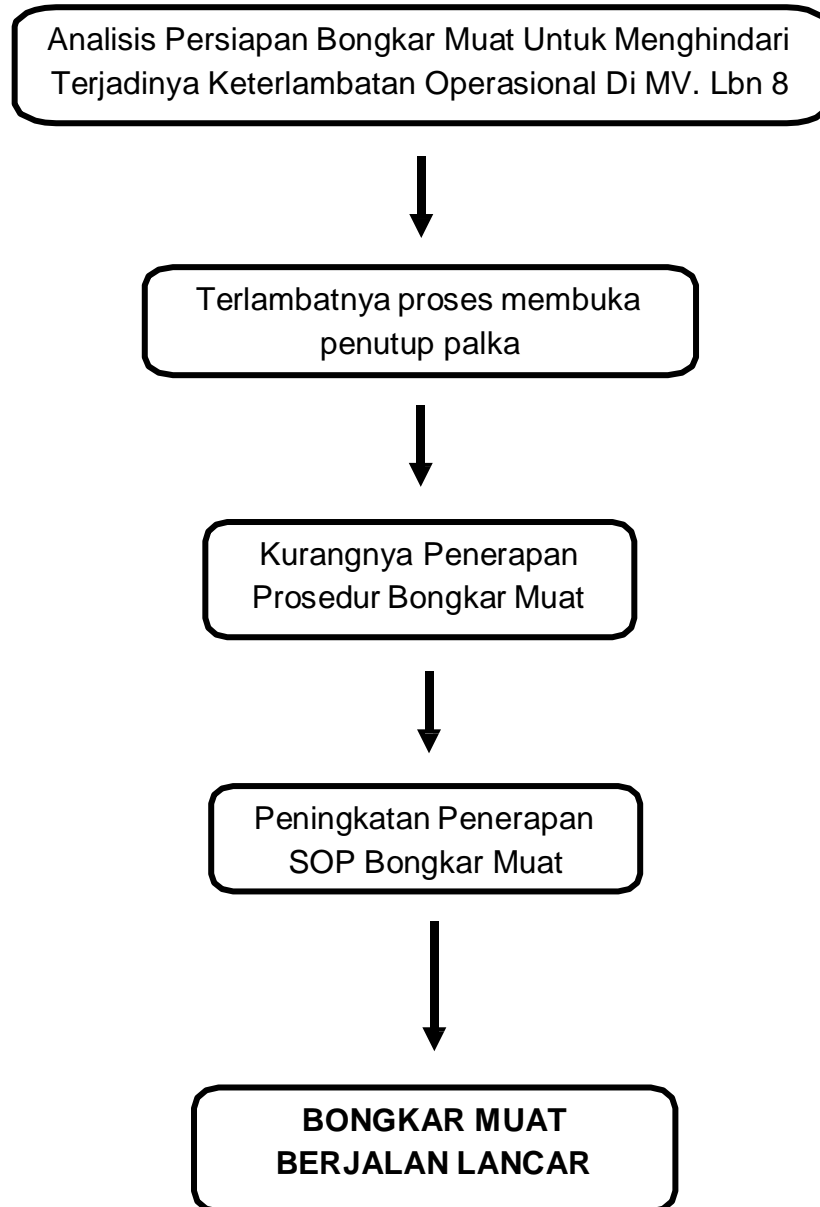 Analisis Persiapan Bongkar Muat Untuk Menghindari
Terjadinya Keterlambatan Operasional Di MV. Lbn 8
Terlambatnya proses membuka
penutup palka
Kurangnya Penerapan
Prosedur Bongkar Muat
Peningkatan Penerapan
SOP Bongkar Muat
BONGKAR MUAT
BERJALAN LANCAR